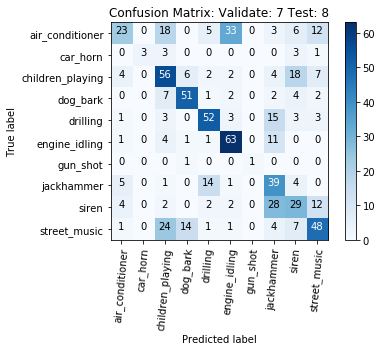 Confusion Matrix: Validate: 7 Test: 8
True label
air_conditioner 23 0 18 0 5 33 0 3 6 12
car_horn 0 3 3 0 0 0 0 0 3 1
children_playing 4 0 56 6 2 2 0 4 18 7
dog_bark 0 0 7 51 1 2 0 2 4 2
drilling 1 0 3 0 52 3 0 15 3 3
engine_idling 1 0 4 1 1 63 0 11 0 0
gun_shot 0 0 0 1 0 0 1 0 0 0
jackhammer 5 0 1 0 14 1 0 39 4 0
siren 4 0 2 0 2 2 0 28 29 12
street_music 1 0 24 14 1 0 0 4 7 48
air_conditioner
car_horn
children_playing
dog_bark
drilling
engine_idling
gun_shot
jackhammer
siren
street_music
Predicted label
60
50
40
30
20
10
0